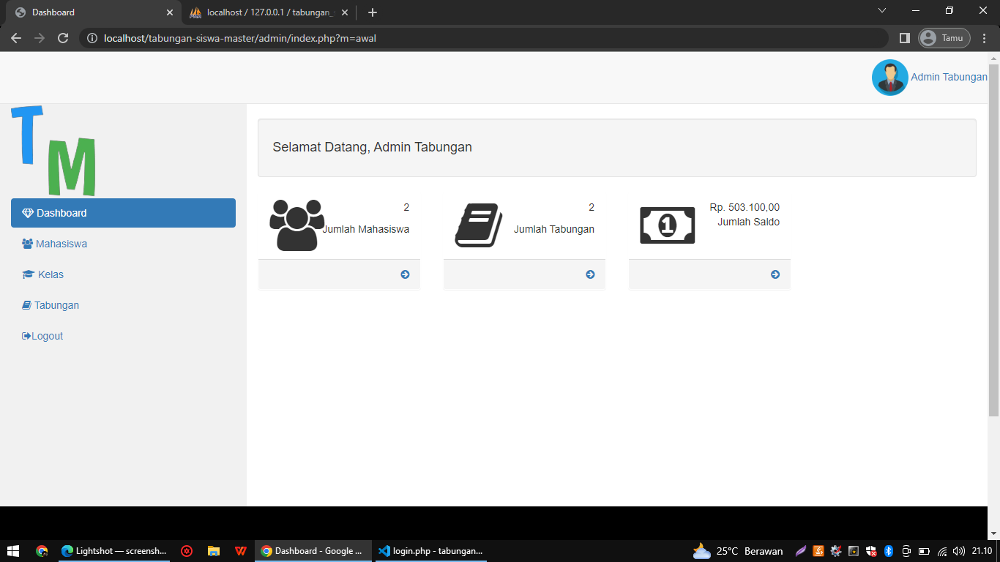 Dashboard
localhost / 127.0.0.1 / tabungan_
localhost/tabungan-siswa-master/admin/index.php?m=awal
Tamu
Admin Tabungan
T
M
Selamat Datang, Admin Tabungan
Dashboard
Mahasiswa
Kelas
Tabungan
Logout
2
Jumlah Mahasiswa
2
Jumlah Tabungan
1
Rp. 503.100,00
Jumlah Saldo
Lightshot — screensh...
Dashboard - Google ...
login.php - tabungan...
25°C Berawan
21.10